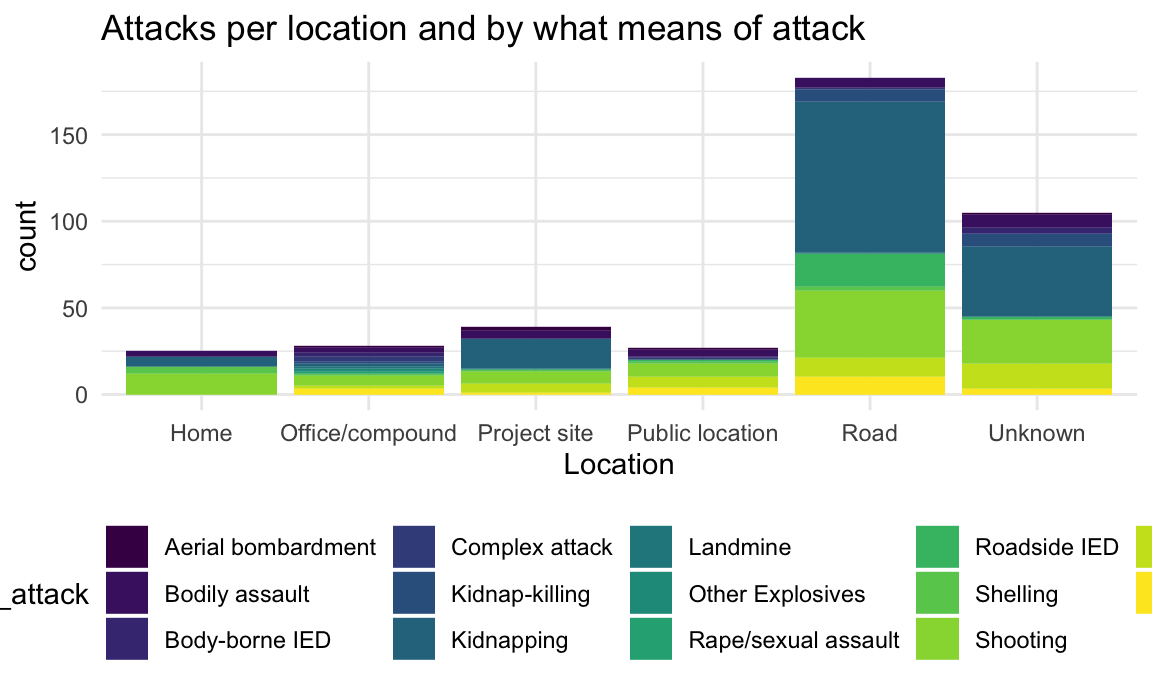 Attacks per location and by what means of attack
count
150
100
50
0
Home Office/compound Project site Public location Road Unknown
Location
_attack
Aerial bombardment Complex attack Landmine Roadside IED
Bodily assault Kidnap-killing Other Explosives Shelling
Body-borne IED Kidnapping Rape/sexual assault Shooting